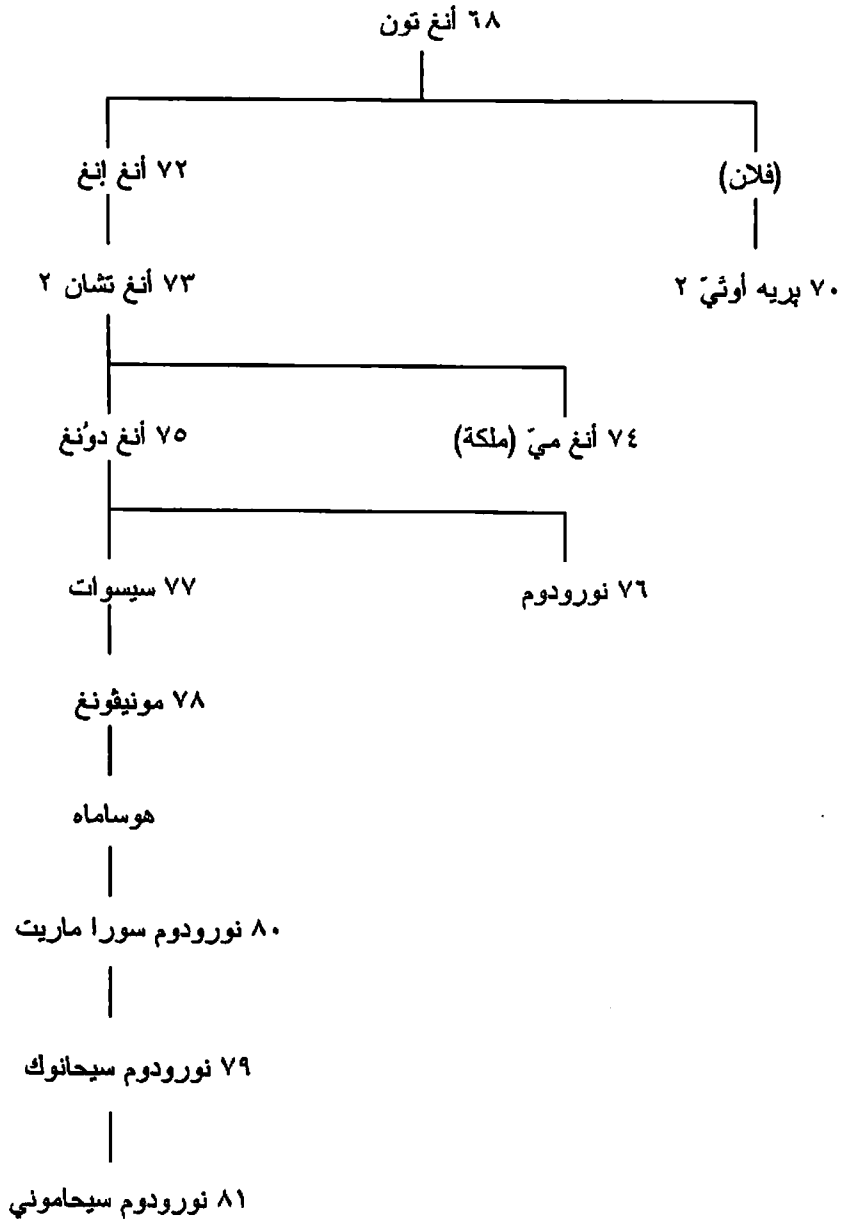 ٦٨ أنغ تون
(فلان)
٧٢ أنغ إنغ
٧٠ بريه أوثيّ ٢
٧٣ أنغ تشان ٢
٧٤ أنغ ميّ (ملكة)
٧٥ أنغ دوُنغ
٧٦ نورودوم
٧٧ سيسوات
٧٨ مونيڤونغ
هوساماه
٨٠ نورودوم سورا ماريت
٧٩ نورودوم سيحانوك
٨١ نورودوم سيحاموني